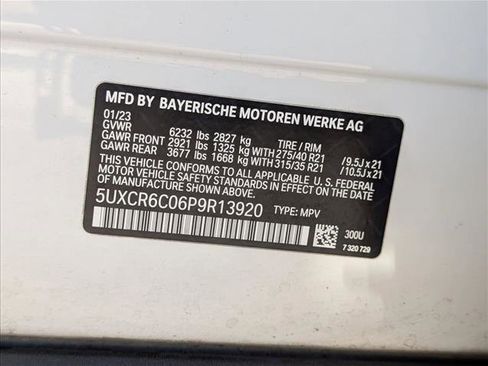 MFD BY BAYERISCHE MOTOREN WERKE AG
01/23
GVWR 6232 lbs 2827 kg TIRE / RIM
GAWR FRONT 2921 lbs 1325 kg WITH 275/40 R21 /9.5J x 21
GAWR REAR 3677 lbs 1668 kg WITH 315/35 R21 /10.5J x 21
THIS VEHICLE CONFORMS TO ALL APPLICABLE FEDERAL
MOTOR VEHICLE SAFETY STANDARDS IN EFFECT ON THE
DATE OF MANUFACTURE SHOWN ABOVE.
5UXCR6C06P9R13920 TYPE: MPV
300U
7 320 729